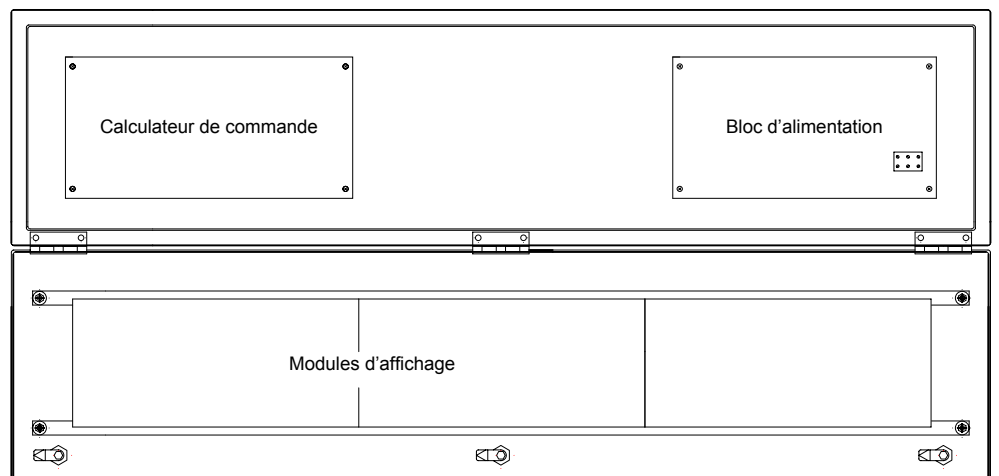 Calculateur de commande
Bloc d’alimentation
Modules d’affichage